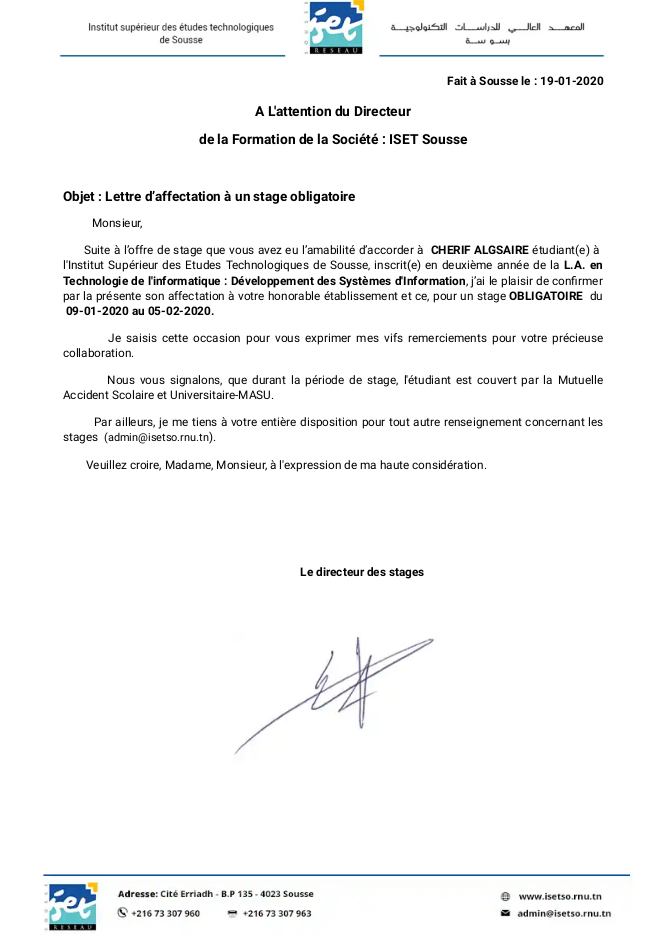 Institut supérieur des études technologiques
de Sousse
iset
RESEAU
المعهــد العالــي للدراســات التكنولوجيــة
بسوسة
Fait à Sousse le : 19-01-2020
A L'attention du Directeur
de la Formation de la Société : ISET Sousse
Objet : Lettre d’affectation à un stage obligatoire
Monsieur,
Suite à l’offre de stage que vous avez eu l’amabilité d’accorder à CHERIF ALGSAIRE étudiant(e) à
l’Institut Supérieur des Etudes Technologiques de Sousse, inscrit(e) en deuxième année de la L.A. en
Technologie de l'informatique : Développement des Systèmes d'Information, j’ai le plaisir de confirmer
par la présente son affectation à votre honorable établissement et ce, pour un stage OBLIGATOIRE du
09-01-2020 au 05-02-2020.
Je saisis cette occasion pour vous exprimer mes vifs remerciements pour votre précieuse
collaboration.
Nous vous signalons, que durant la période de stage, l'étudiant est couvert par la Mutuelle
Accident Scolaire et Universitaire-MASU.
Par ailleurs, je me tiens à votre entière disposition pour tout autre renseignement concernant les
stages (admin@isetso.rnu.tn).
Veuillez croire, Madame, Monsieur, à l'expression de ma haute considération.
Le directeur des stages
iset
RESEAU
Adresse: Cité Erriadh - B.P 135 - 4023 Sousse
+216 73 307 960 +216 73 307 963
www.isetso.rnu.tn
admin@isetso.rnu.tn